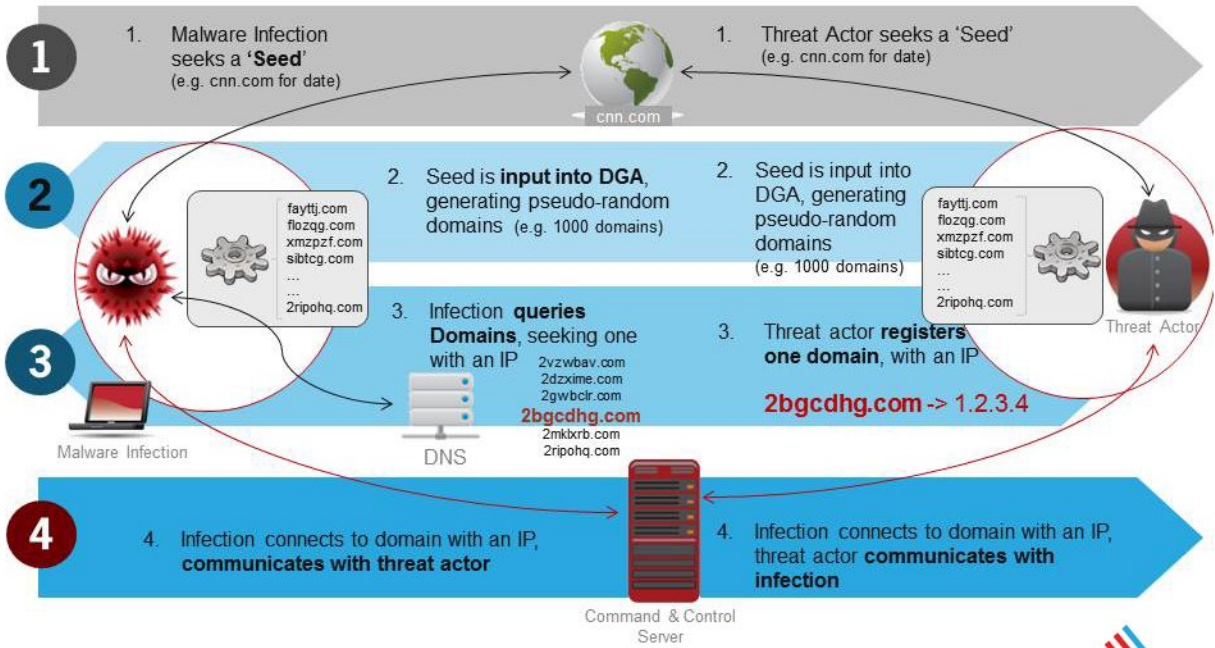 1
1. Malware Infection
seeks a 'Seed'
(e.g. cnn.com for date)
cnn.com
1. Threat Actor seeks a ‘Seed’
(e.g. cnn.com for date)
2
fayttj.com
flozqg.com
xmzpzf.com
sibtcg.com
...
...
2ripohq.com
2. Seed is input into DGA,
generating pseudo-random
domains (e.g. 1000 domains)
2. Seed is input into
DGA, generating
pseudo-random
domains
(e.g. 1000 domains)
fayttj.com
flozqg.com
xmzpzf.com
sibtcg.com
...
...
2ripohq.com
Threat Actor
3
Malware Infection
3. Infection queries
Domains, seeking one
with an IP
2vzwbav.com
2dzxime.com
2gwbclr.com
2bgcdhg.com
2mklxrb.com
2ripohq.com
DNS
3. Threat actor registers
one domain, with an IP
2bgcdhg.com -> 1.2.3.4
4
4. Infection connects to domain with an IP,
communicates with threat actor
4. Infection connects to domain with an IP,
threat actor communicates with
infection
Command & Control
Server